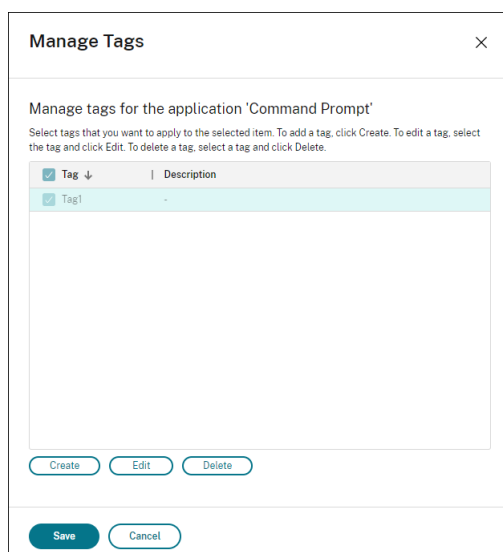 Manage Tags
Manage tags for the application 'Command Prompt'
Select tags that you want to apply to the selected item. To add a tag, click Create. To edit a tag, select
the tag and click Edit. To delete a tag, select a tag and click Delete.
Tag ↓ | Description
Tag1 -
Create Edit Delete
Save Cancel